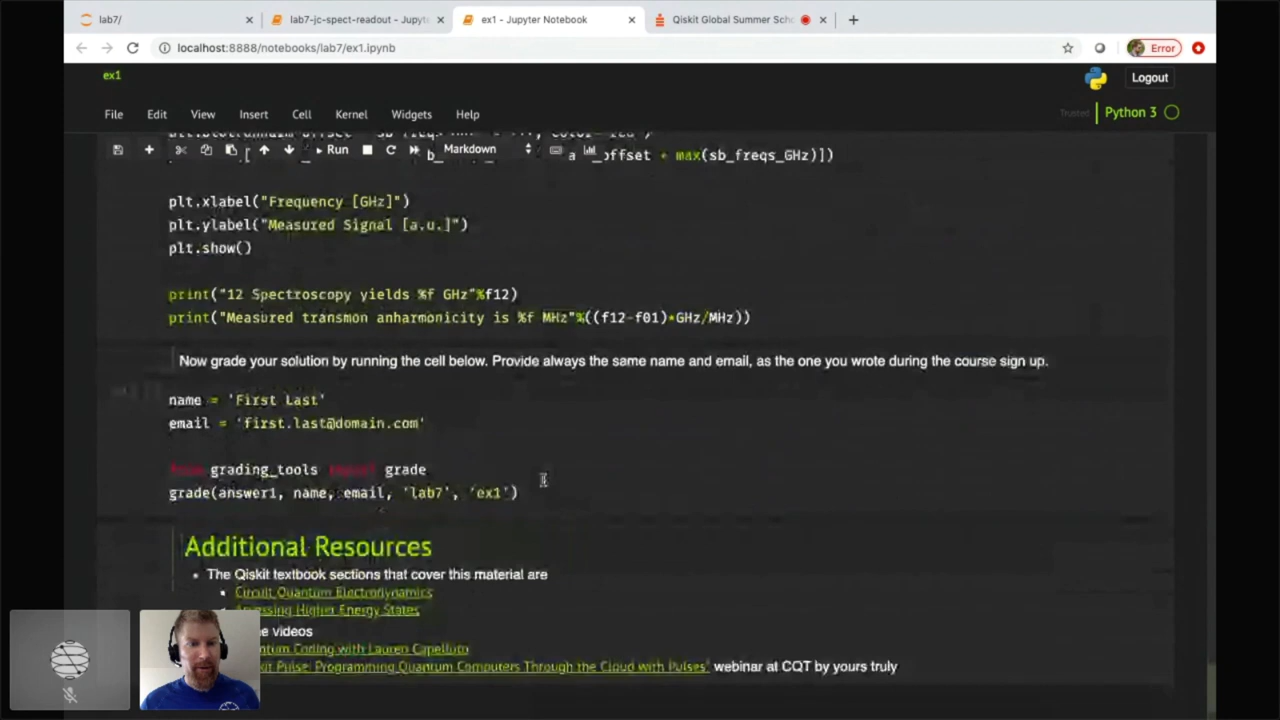 lab7/
lab7-jc-spect-readout - Jupyte
ex1 - Jupyter Notebook
Qiskit Global Summer Scho
localhost:8888/notebooks/lab7/ex1.ipynb
Error
ex1
Logout
File Edit View Insert Cell Kernel Widgets Help
Trusted
Python 3
Run
Markdown
_offset + max(sb_freqs_GHz)])
plt.xlabel("Frequency [GHz]")
plt.ylabel("Measured Signal [a.u.]")
plt.show()
print("12 Spectroscopy yields %f GHz"%f12)
print("Measured transmon anharmonicity is %f MHz"%((f12-f01)*GHz/MHz))
Now grade your solution by running the cell below. Provide always the same name and email, as the one you wrote during the course sign up.
name = 'First Last'
email = 'first.last@domain.com'
from grading_tools import grade
grade(answer1, name, email, 'lab7', 'ex1')
Additional Resources
The Qiskit textbook sections that cover this material are
Circuit Quantum Electrodynamics
Accessing Higher Energy States
e videos
ntum Coding with Lauren Capelluto
kit Pulse: Programming Quantum Computers Through the Cloud with Pulses' webinar at CQT by yours truly